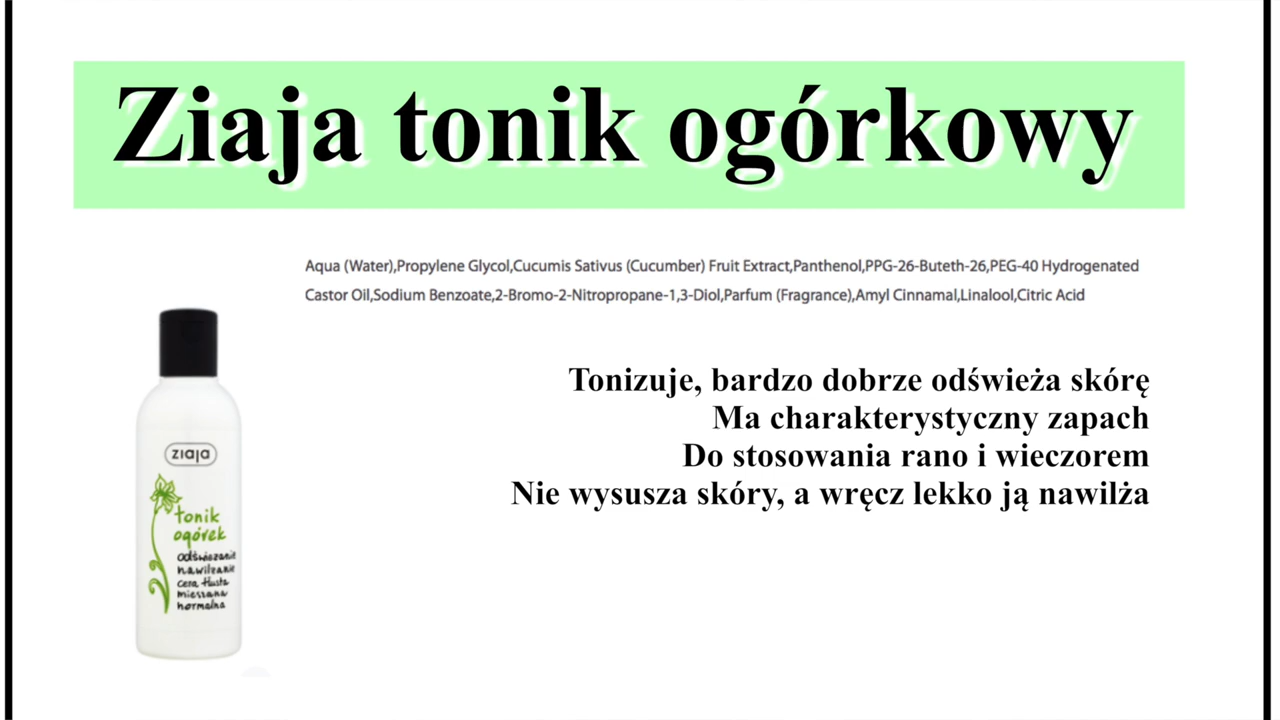 Ziaja tonik ogórkowy
Aqua (Water),Propylene Glycol,Cucumis Sativus (Cucumber) Fruit Extract,Panthenol,PPG-26-Buteth-26,PEG-40 Hydrogenated
Castor Oil,Sodium Benzoate,2-Bromo-2-Nitropropane-1,3-Diol,Parfum (Fragrance),Amyl Cinnamal,Linalool,Citric Acid
Tonizuje, bardzo dobrze odświeża skórę
Ma charakterystyczny zapach
Do stosowania rano i wieczorem
Nie wysusza skóry, a wręcz lekko ją nawilża
ziaja
tonik
ogórek
odświeżanie
nawilżanie
cera tłusta
mieszana
normalna